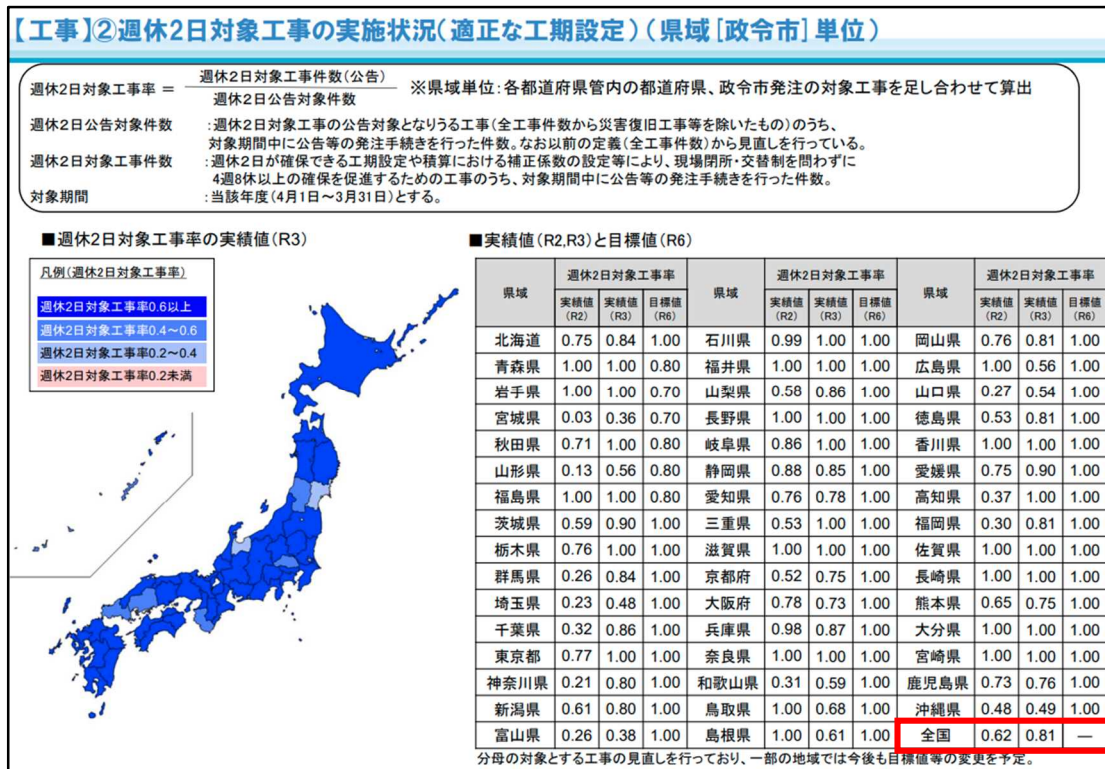 【工事】②週休2日対象工事の実施状況(適正な工期設定)(県域[政令市]単位)
週休2日対象工事率 = 週休2日対象工事件数(公告) / 週休2日公告対象件数 ※県域単位:各都道府県管内の都道府県、政令市発注の対象工事を足し合わせて算出
週休2日公告対象件数 :週休2日対象工事の公告対象となりうる工事(全工事件数から災害復旧工事等を除いたもの)のうち、
対象期間中に公告等の発注手続きを行った件数。なお以前の定義(全工事件数)から見直しを行っている。
週休2日対象工事件数 :週休2日が確保できる工期設定や積算における補正係数の設定等により、現場閉所・交替制を問わずに
4週8休以上の確保を促進するための工事のうち、対象期間中に公告等の発注手続きを行った件数。
対象期間 :当該年度(4月1日～3月31日)とする。
■週休2日対象工事率の実績値(R3)
凡例(週休2日対象工事率)
週休2日対象工事率0.6以上
週休2日対象工事率0.4～0.6
週休2日対象工事率0.2～0.4
週休2日対象工事率0.2未満
■実績値(R2,R3)と目標値(R6)
県域 週休2日対象工事率 県域 週休2日対象工事率 県域 週休2日対象工事率
実績値(R2) 実績値(R3) 目標値(R6) 実績値(R2) 実績値(R3) 目標値(R6) 実績値(R2) 実績値(R3) 目標値(R6)
北海道 0.75 0.84 1.00 石川県 0.99 1.00 1.00 岡山県 0.76 0.81 1.00
青森県 1.00 1.00 0.80 福井県 1.00 1.00 1.00 広島県 1.00 0.56 1.00
岩手県 1.00 1.00 0.70 山梨県 0.58 0.86 1.00 山口県 0.27 0.54 1.00
宮城県 0.03 0.36 0.70 長野県 1.00 1.00 1.00 徳島県 0.53 0.81 1.00
秋田県 0.71 1.00 0.80 岐阜県 0.86 1.00 1.00 香川県 1.00 1.00 1.00
山形県 0.13 0.56 0.80 静岡県 0.88 0.85 1.00 愛媛県 0.75 0.90 1.00
福島県 1.00 1.00 0.80 愛知県 0.76 0.78 1.00 高知県 0.37 1.00 1.00
茨城県 0.59 0.90 1.00 三重県 0.53 1.00 1.00 福岡県 0.30 0.81 1.00
栃木県 0.76 1.00 1.00 滋賀県 1.00 1.00 1.00 佐賀県 1.00 1.00 1.00
群馬県 0.26 0.84 1.00 京都府 0.52 0.75 1.00 長崎県 1.00 1.00 1.00
埼玉県 0.23 0.48 1.00 大阪府 0.78 0.73 1.00 熊本県 0.65 0.75 1.00
千葉県 0.32 0.86 1.00 兵庫県 0.98 0.87 1.00 大分県 1.00 1.00 1.00
東京都 0.77 1.00 1.00 奈良県 1.00 1.00 1.00 宮崎県 1.00 1.00 1.00
神奈川県 0.21 0.80 1.00 和歌山県 0.31 0.59 1.00 鹿児島県 0.73 0.76 1.00
新潟県 0.61 0.80 1.00 鳥取県 1.00 0.68 1.00 沖縄県 0.48 0.49 1.00
富山県 0.26 0.38 1.00 島根県 1.00 0.61 1.00 全国 0.62 0.81 ―
分母の対象とする工事の見直しを行っており、一部の地域では今後も目標値等の変更を予定。